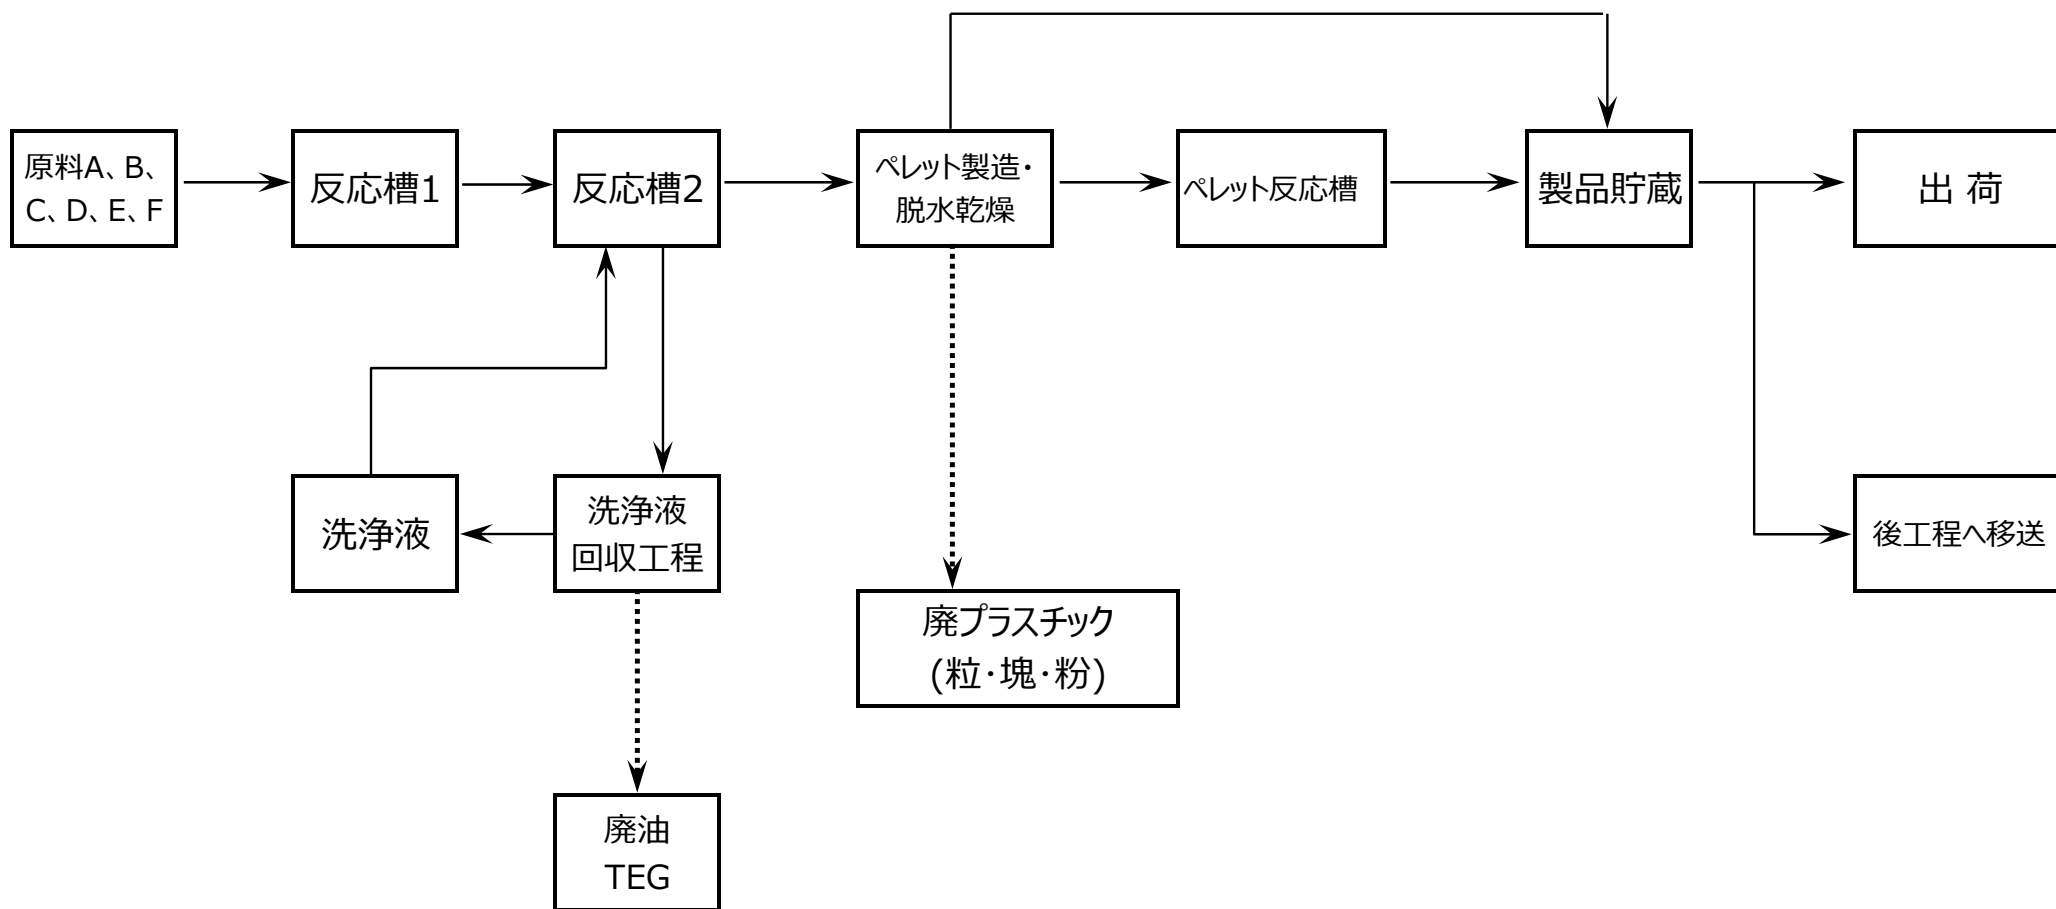 原料A、B、
C、D、E、F
反応槽1
反応槽2
ペレット製造・
脱水乾燥
ペレット反応槽
製品貯蔵
出 荷
洗浄液
洗浄液
回収工程
後工程へ移送
廃プラスチック
(粒・塊・粉)
廃油
TEG